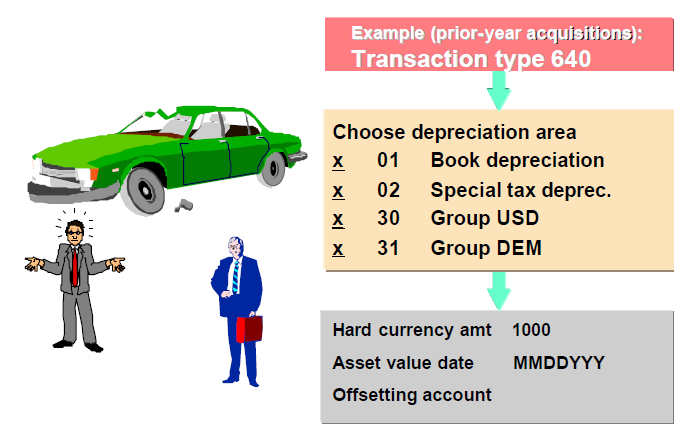 Example (prior-year acquisitions):
Transaction type 640
Choose depreciation area
x 01 Book depreciation
x 02 Special tax deprec.
x 30 Group USD
x 31 Group DEM
Hard currency amt 1000
Asset value date MMDDYYY
Offsetting account